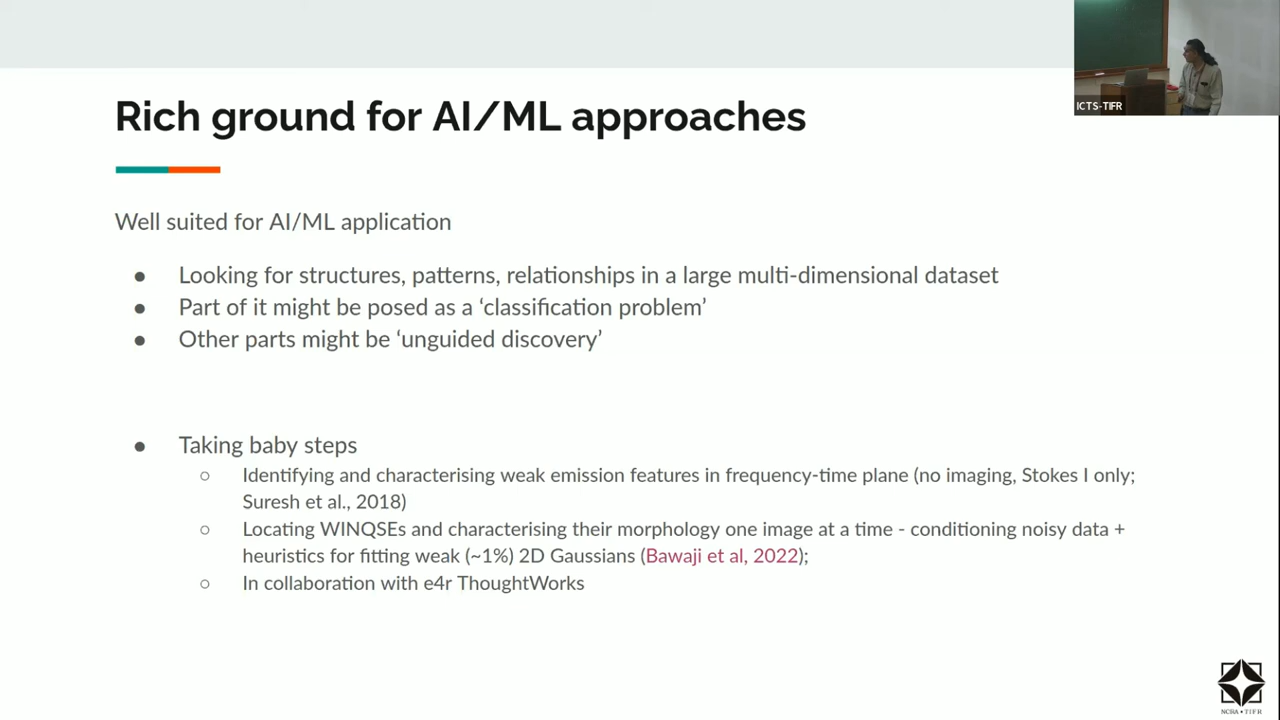 ICTS-TIFR
Rich ground for AI/ML approaches
Well suited for AI/ML application
● Looking for structures, patterns, relationships in a large multi-dimensional dataset
● Part of it might be posed as a ‘classification problem’
● Other parts might be ‘unguided discovery’
● Taking baby steps
○ Identifying and characterising weak emission features in frequency-time plane (no imaging, Stokes I only;
Suresh et al., 2018)
○ Locating WINQSEs and characterising their morphology one image at a time - conditioning noisy data +
heuristics for fitting weak (~1%) 2D Gaussians (Bawaji et al, 2022);
○ In collaboration with e4r ThoughtWorks
NCRA • TIFR